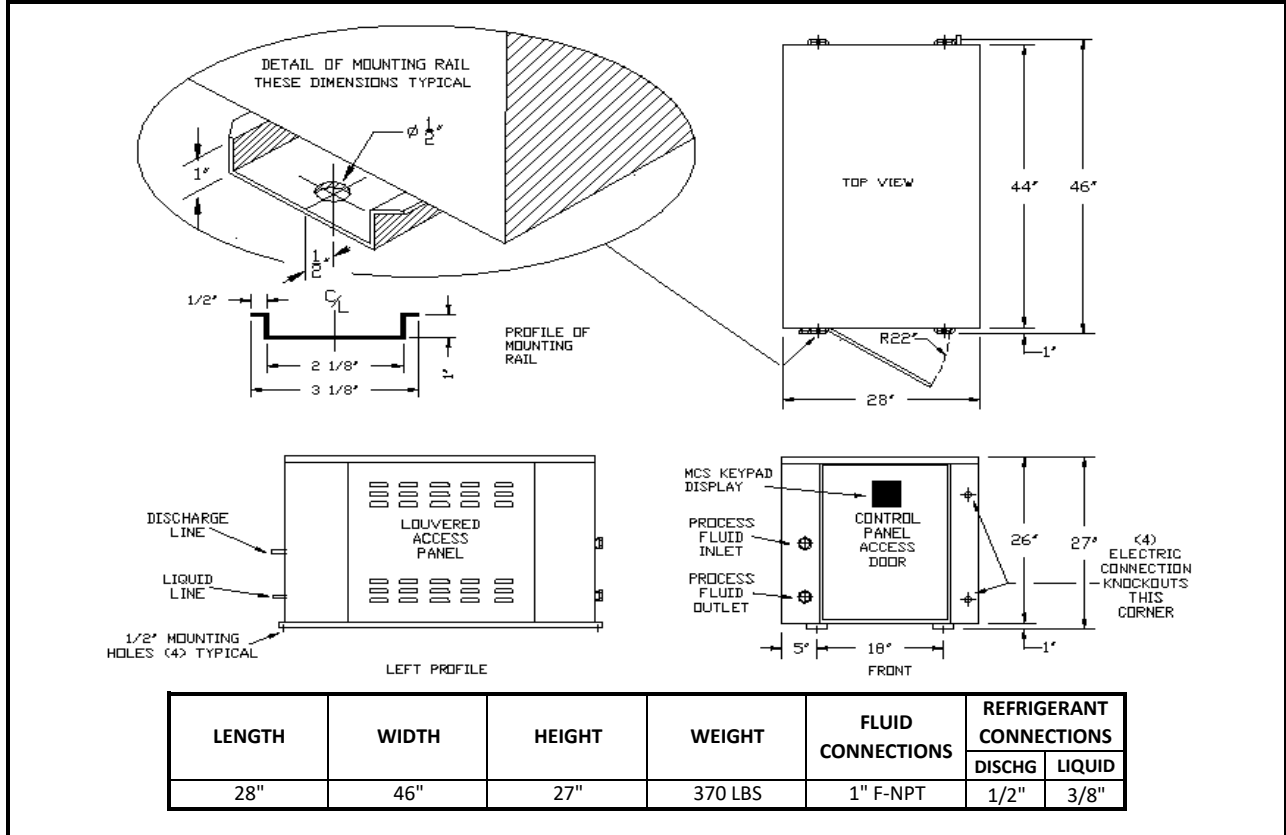 DETAIL OF MOUNTING RAIL
THESE DIMENSIONS TYPICAL
Ø 1/2"
1"
1/2"
1/2"
C/L
2 1/8"
3 1/8"
1"
PROFILE OF
MOUNTING
RAIL
TOP VIEW
44"
46"
R22"
1"
28"
DISCHARGE
LINE
LIQUID
LINE
1/2" MOUNTING
HOLES (4) TYPICAL
LOUVERED
ACCESS
PANEL
LEFT PROFILE
MCS KEYPAD
DISPLAY
PROCESS
FLUID
INLET
PROCESS
FLUID
OUTLET
CONTROL
PANEL
ACCESS
DOOR
26"
27"
(4)
ELECTRIC
CONNECTION
KNOCKOUTS
THIS
CORNER
5"
18"
1"
FRONT
LENGTH WIDTH HEIGHT WEIGHT FLUID CONNECTIONS REFRIGERANT CONNECTIONS
DISCHG LIQUID
28" 46" 27" 370 LBS 1" F-NPT 1/2" 3/8"